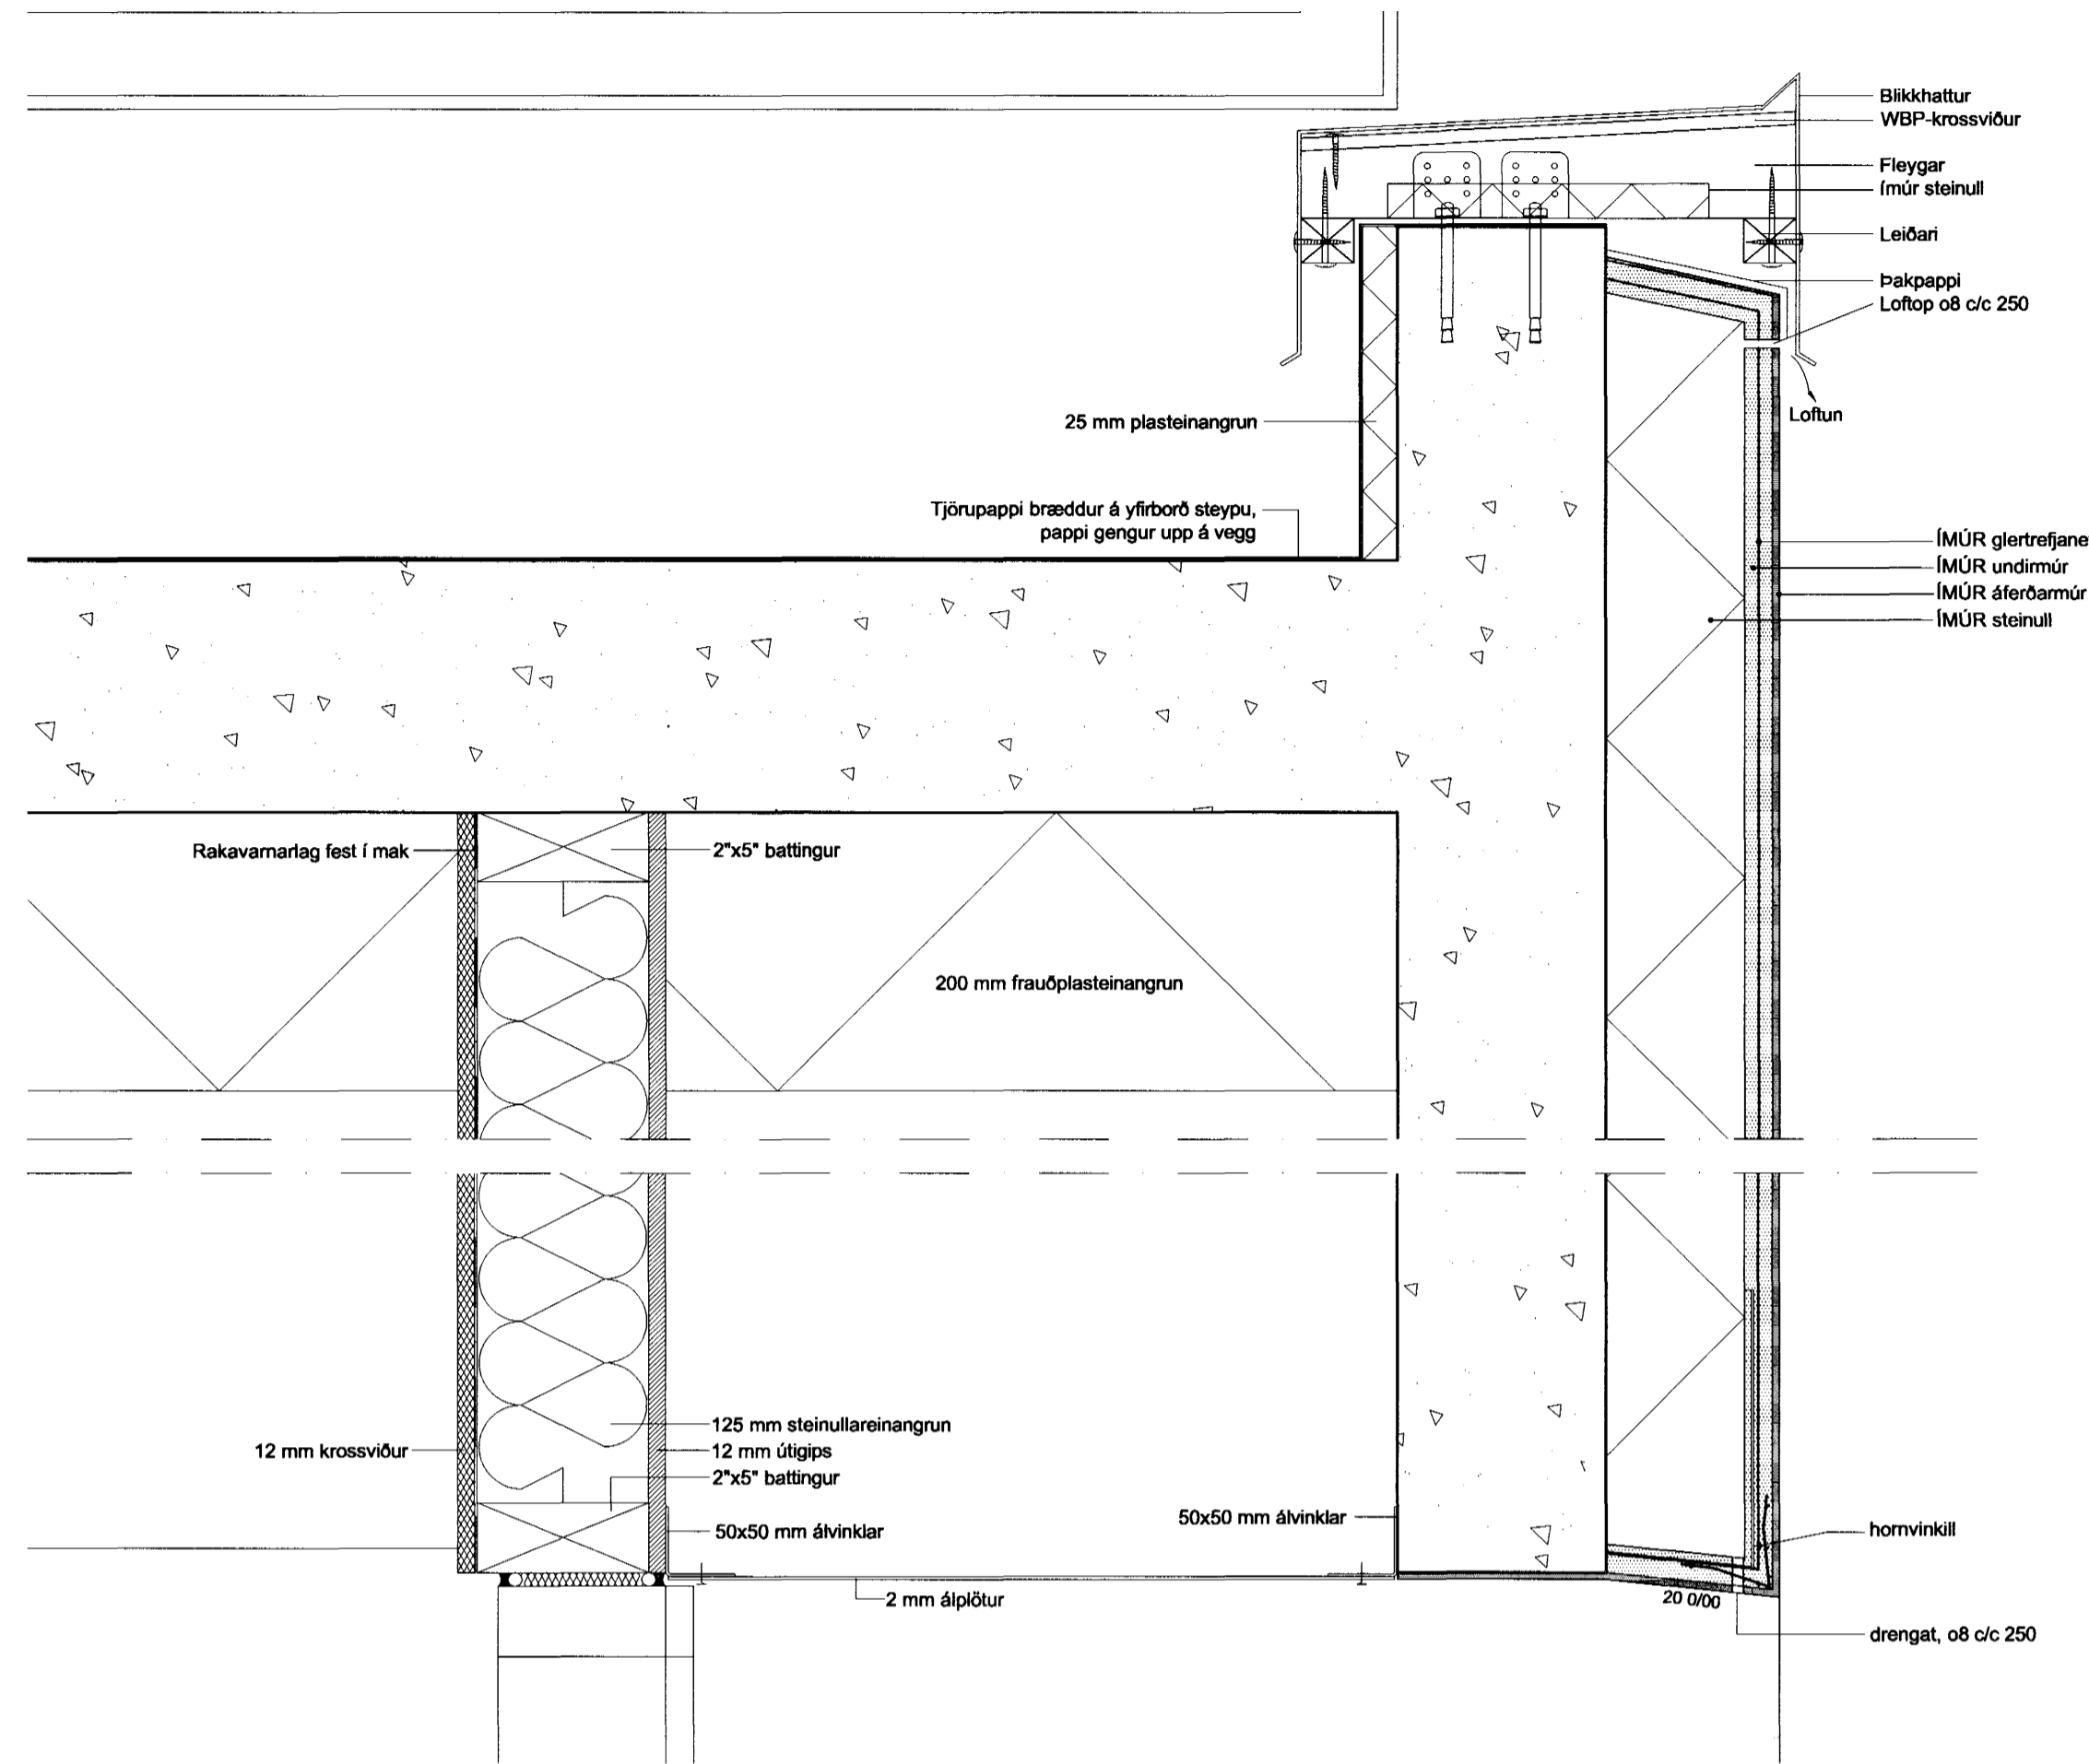 Blikkhattur
WBP-krossviður
Fleygar
Ímúr steinull
Leiðari
Þakpappi
Loftop o8 c/c 250
Loftun
25 mm plasteinangrun
Tjörupappi bræddur á yfirborð steypu,
pappi gengur upp á vegg
ÍMÚR glertrefjane
ÍMÚR undirmúr
ÍMÚR áferðarmúr
ÍMÚR steinull
Rakavarnarlag fest í mak
2"x5" battingur
200 mm frauðplasteinangrun
125 mm steinullareinangrun
12 mm krossviður
12 mm útigips
2"x5" battingur
50x50 mm álvinklar
50x50 mm álvinklar
hornvinkill
2 mm álplötur
20 0/00
drengat, o8 c/c 250